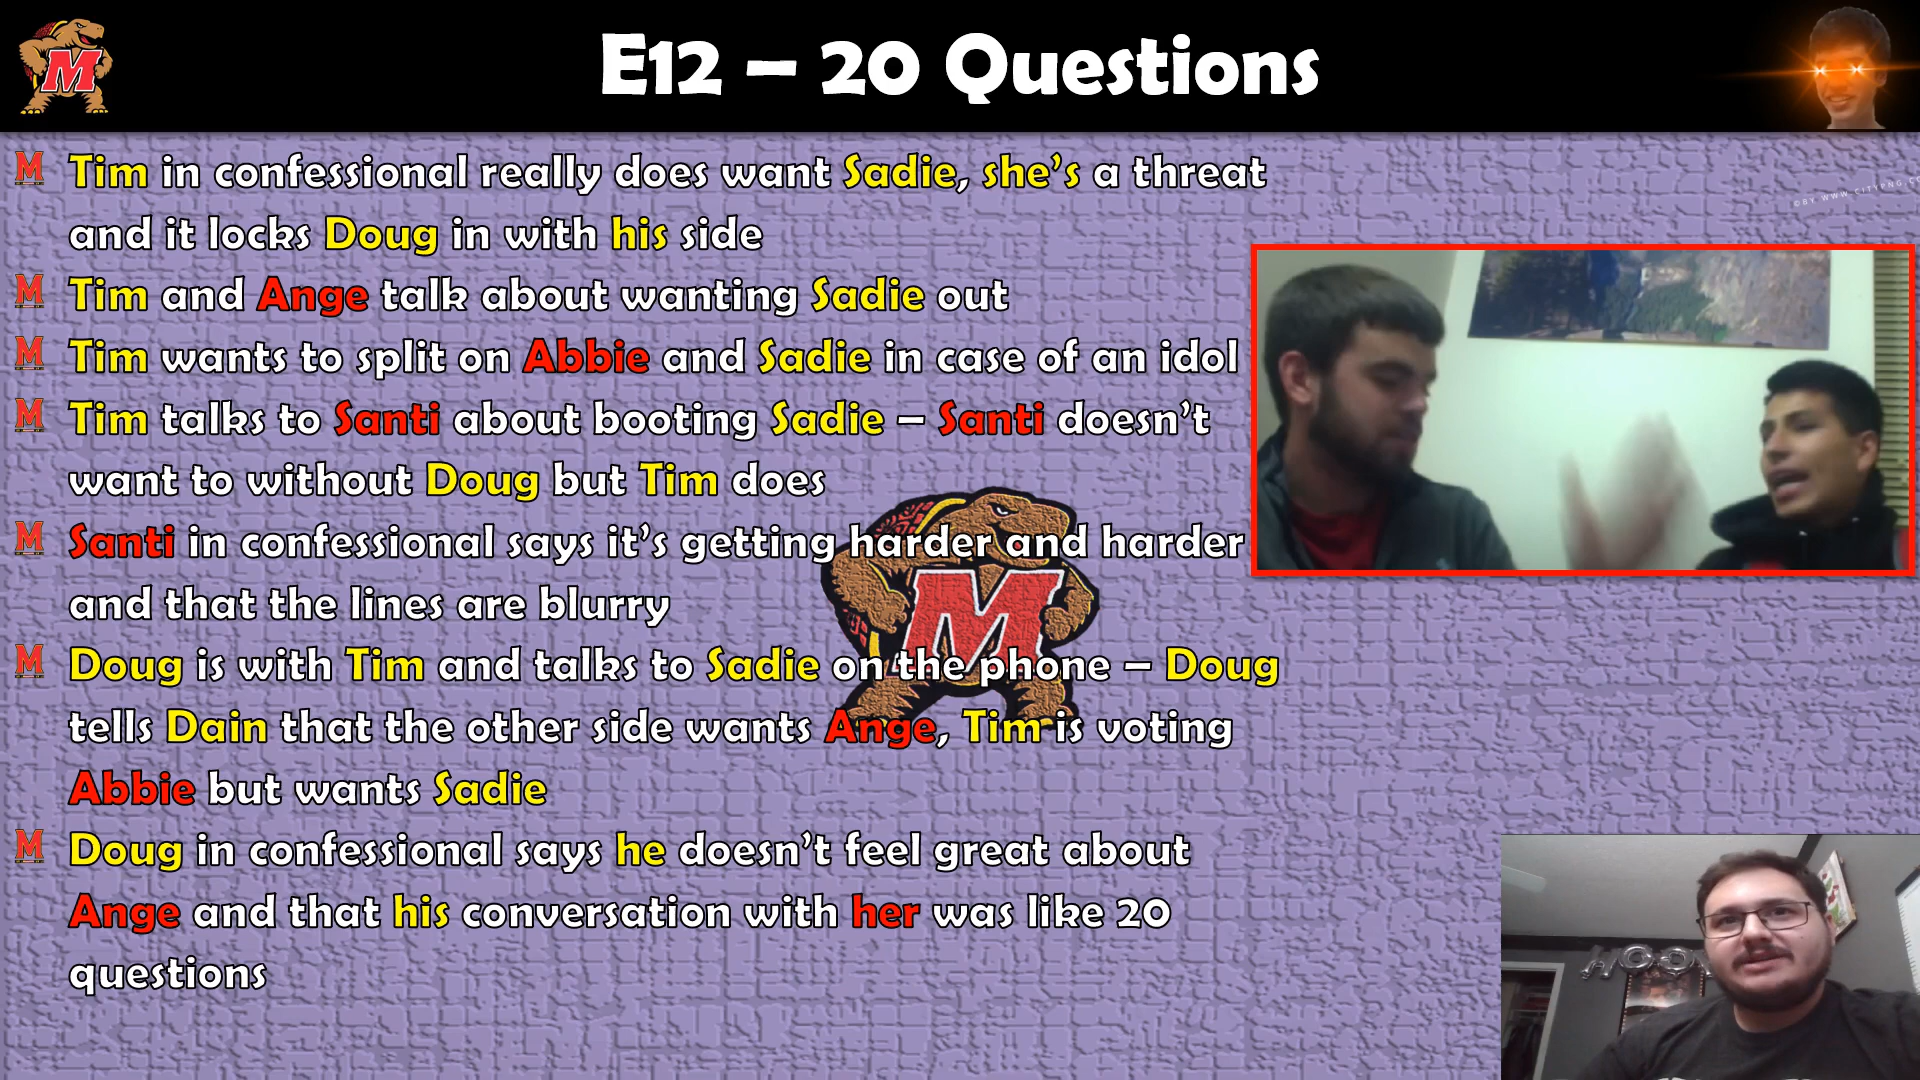 E12 – 20 Questions
M
©BY WWW.CITYPNG.CO
M Tim in confessional really does want Sadie, she's a threat
and it locks Doug in with his side
M Tim and Ange talk about wanting Sadie out
M Tim wants to split on Abbie and Sadie in case of an idol
M Tim talks to Santi about booting Sadie – Santi doesn't
want to without Doug but Tim does
M Santi in confessional says it's getting harder and harder
and that the lines are blurry
M Doug is with Tim and talks to Sadie on the phone – Doug
tells Dain that the other side wants Ange, Tim is voting
Abbie but wants Sadie
M
M Doug in confessional says he doesn't feel great about
Ange and that his conversation with her was like 20
questions